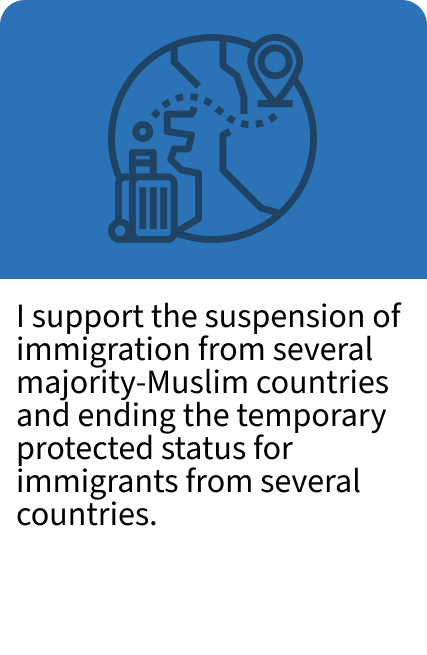 I support the suspension of
immigration from several
majority-Muslim countries
and ending the temporary
protected status for
immigrants from several
countries.